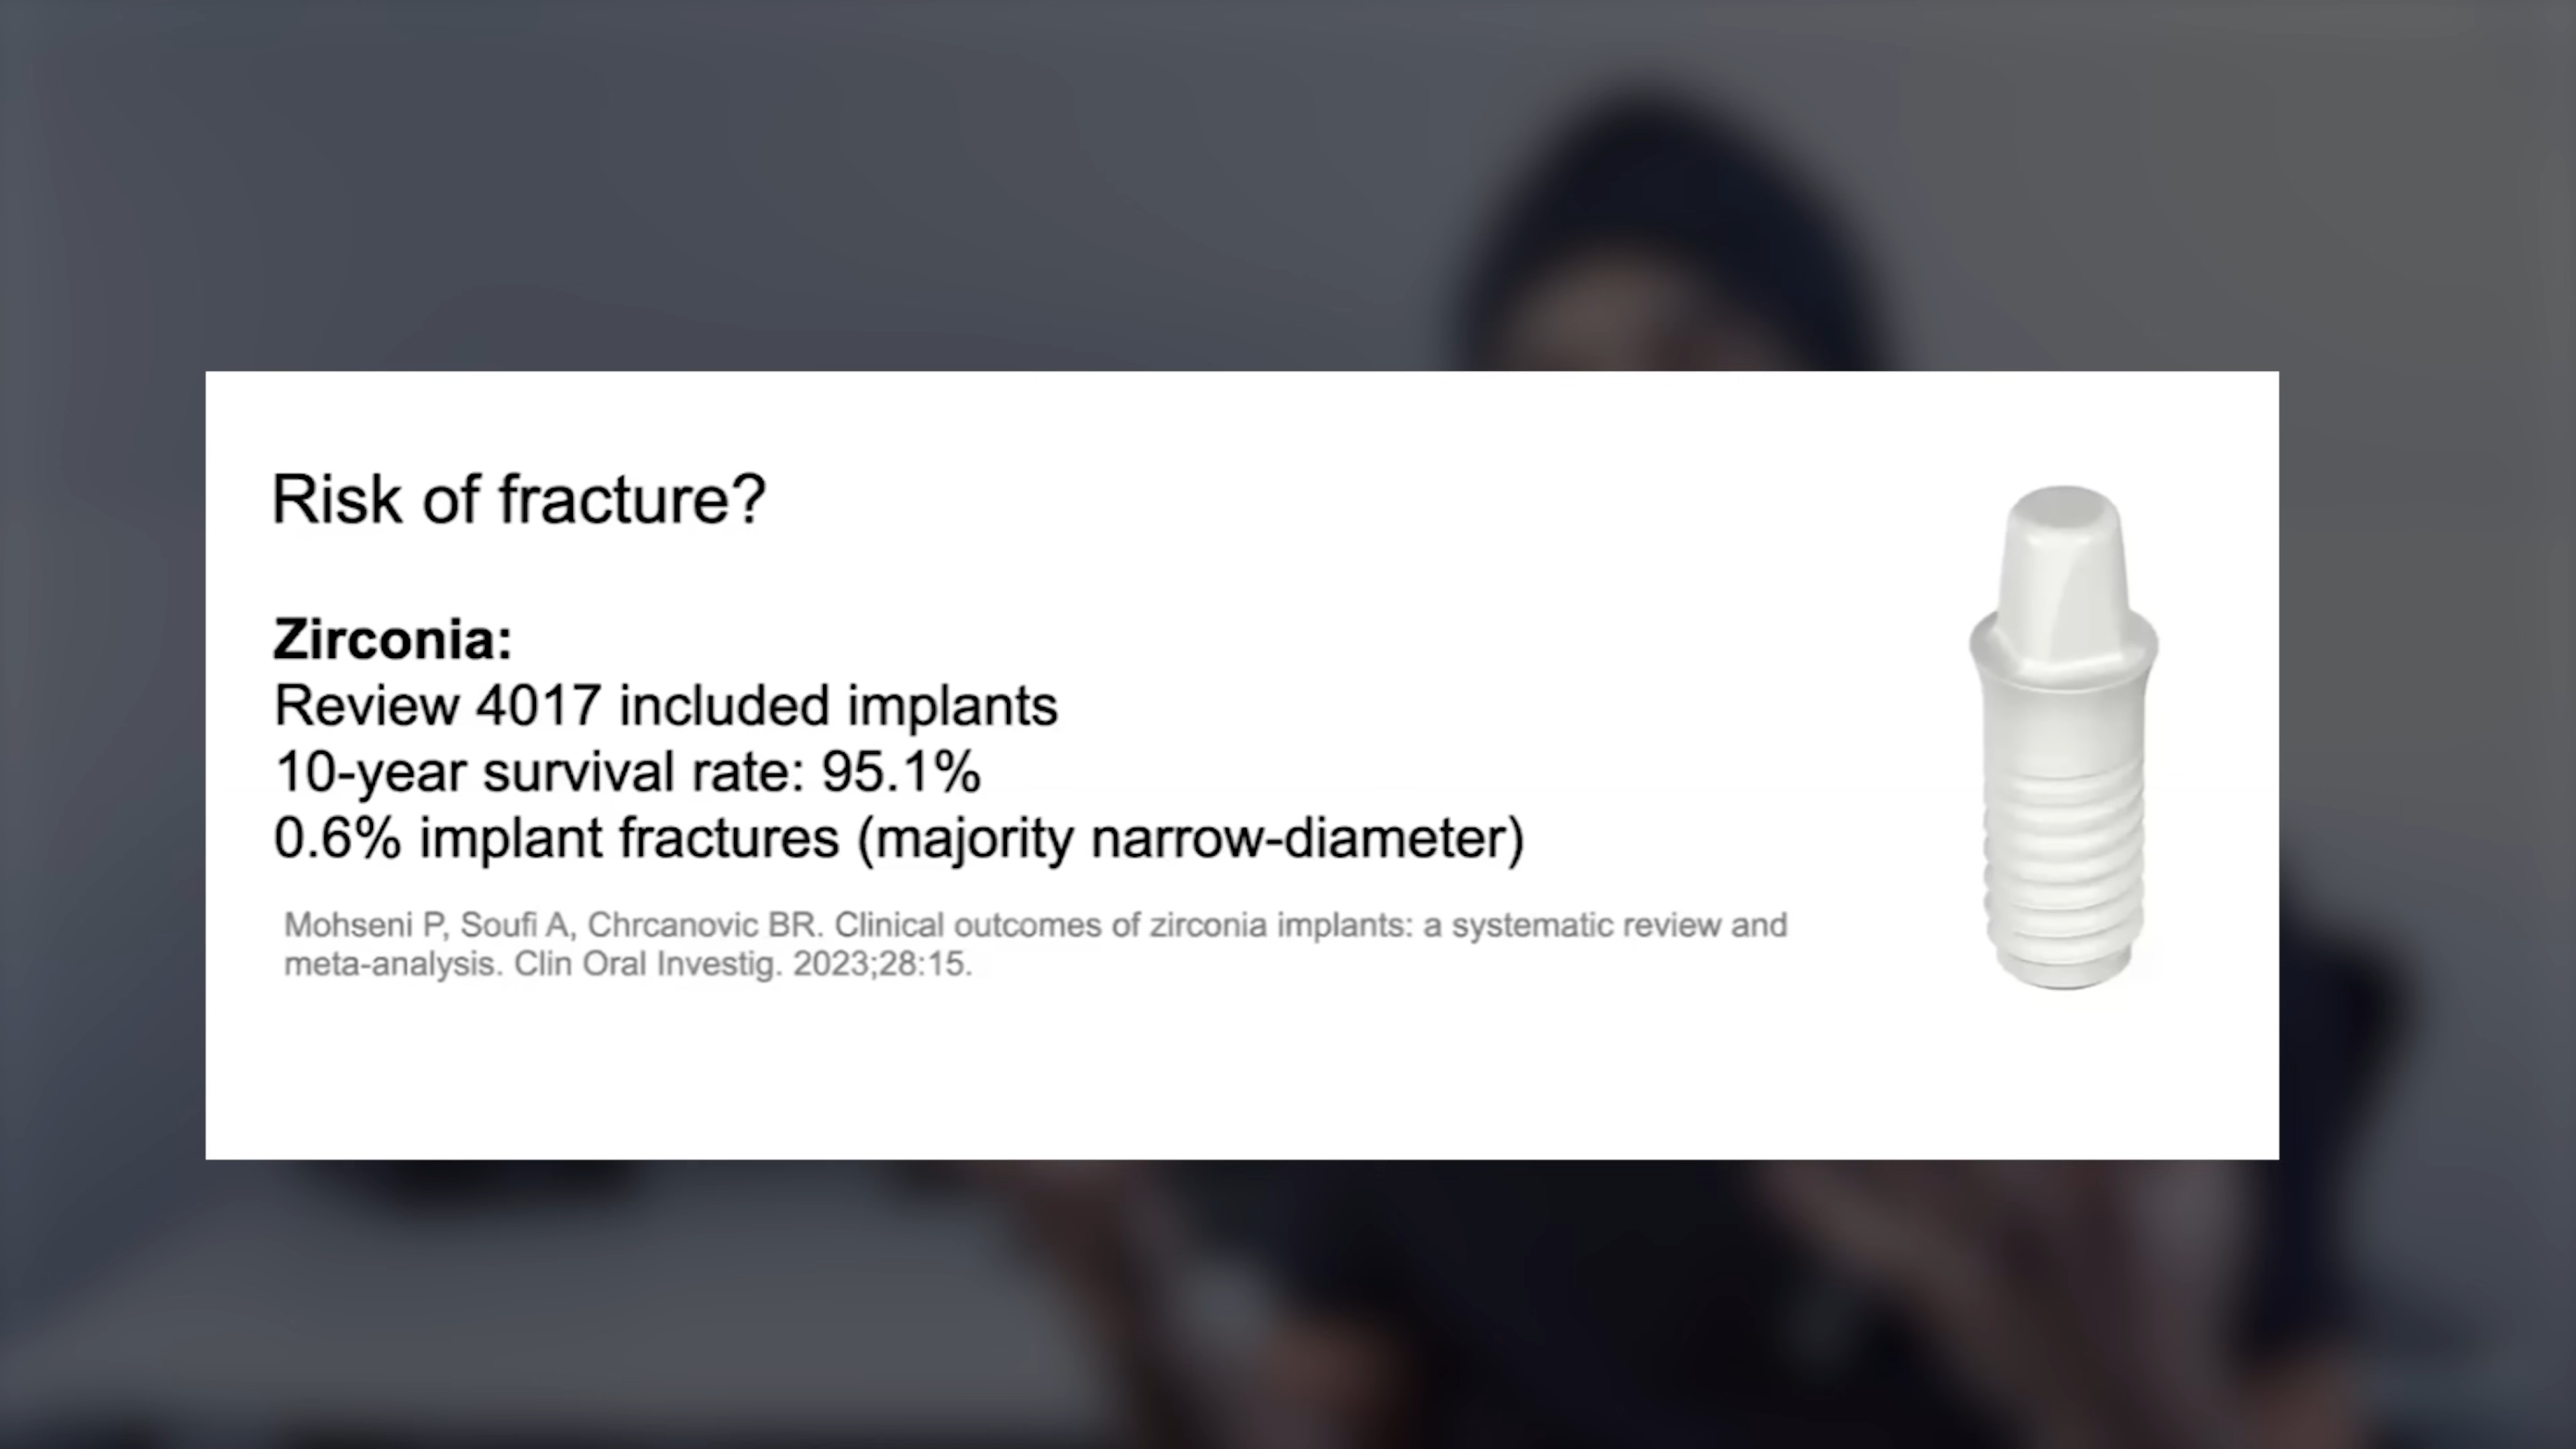 Risk of fracture?
Zirconia:
Review 4017 included implants
10-year survival rate: 95.1%
0.6% implant fractures (majority narrow-diameter)
Mohseni P, Soufi A, Chrcanovic BR. Clinical outcomes of zirconia implants: a systematic review and
meta-analysis. Clin Oral Investig. 2023;28:15.